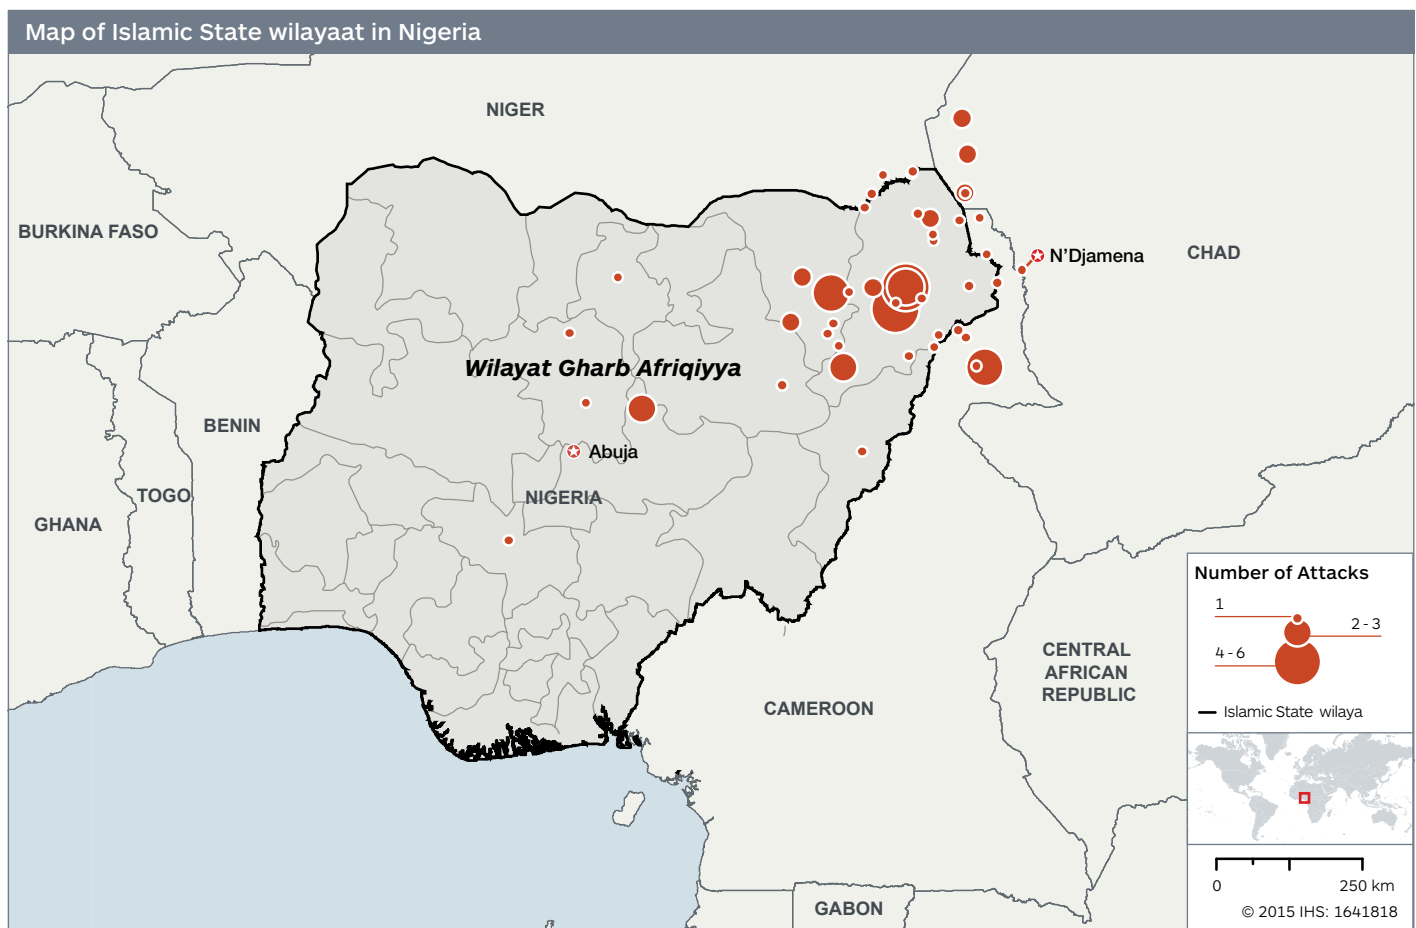 Map of Islamic State wilayaat in Nigeria
NIGER
BURKINA FASO
N'Djamena
CHAD
Wilayat Gharb Afriqiyya
BENIN
Abuja
TOGO
NIGERIA
GHANA
Number of Attacks
1
2 - 3
4 - 6
Islamic State wilaya
CENTRAL
AFRICAN
REPUBLIC
CAMEROON
0
250 km
GABON
© 2015 IHS: 1641818